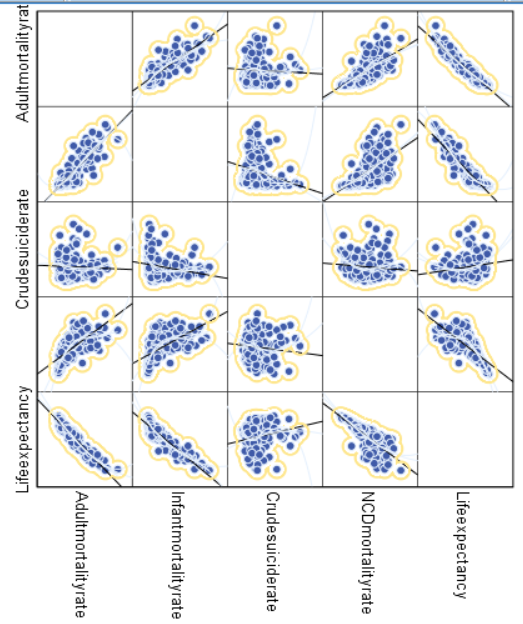 Adultmortalityrat
Crudesuiciderate
Lifeexpectancy
Adultmortalityrate
Infantmortalityrate
Crudesuiciderate
NCDmortalityrate
Lifeexpectancy